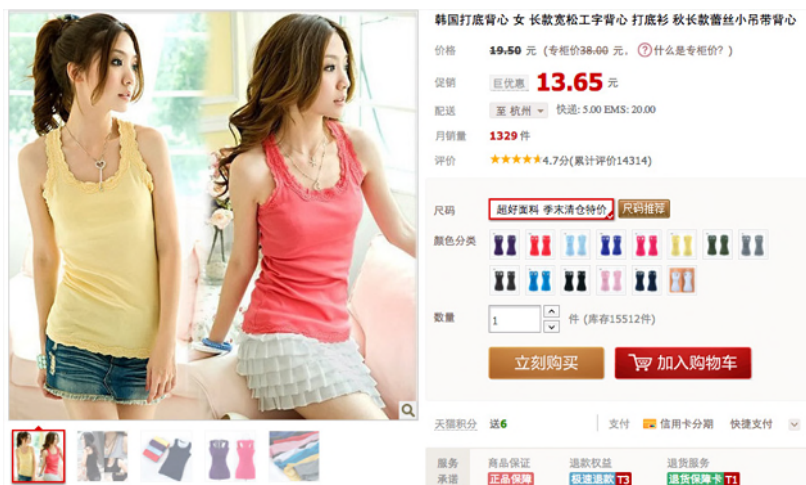 韩国打底背心 女 长款宽松工字背心 打底衫 秋长款蕾丝小吊带背心
价格 19.50 元 (专柜价38.00 元, ?什么是专柜价? )
促销 巨优惠 13.65 元
配送 至 杭州 快递: 5.00 EMS: 20.00
月销量 1329 件
评价 4.7分(累计评价14314)
尺码 超好面料 季末清仓特价 尺码推荐
颜色分类
数量 1 件 (库存15512件)
立刻购买 加入购物车
天猫积分 送6 支付 信用卡分期 快捷支付
服务 商品保证 退款权益 退货服务
承诺 正品保障 极速退款 T3 退货保障卡 T1